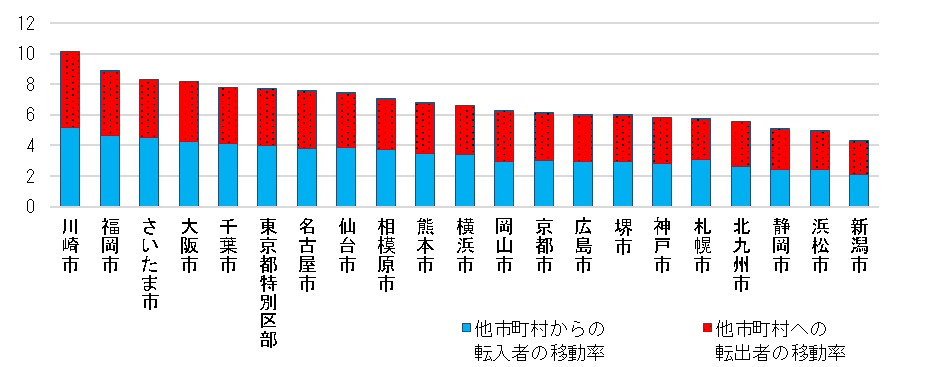 12
10
8
6
4
2
0
川崎市
福岡市
さいたま市
大阪市
千葉市
東京都特別区部
名古屋市
仙台市
相模原市
熊本市
横浜市
岡山市
京都市
広島市
堺市
神戸市
札幌市
北九州市
静岡市
浜松市
新潟市
他市町村からの
転入者の移動率
他市町村への
転出者の移動率